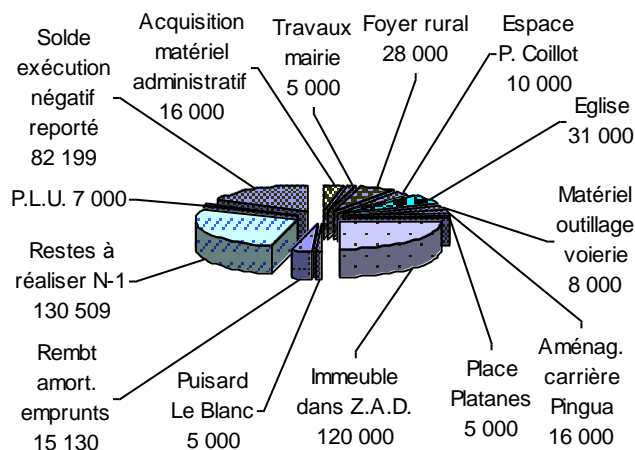 Solde
exécution
négatif
reporté
82 199
Acquisition
matériel
administratif
16 000
Travaux
mairie
5 000
Foyer rural
28 000
Espace
P. Coillot
10 000
Eglise
31 000
Matériel
outillage
voierie
8 000
Aménag.
carrière
Pingua
16 000
Place
Platanes
5 000
Immeuble
dans Z.A.D.
120 000
Puisard
Le Blanc
5 000
Rembt
amort.
emprunts
15 130
Restes à
réaliser N-1
130 509
P.L.U. 7 000